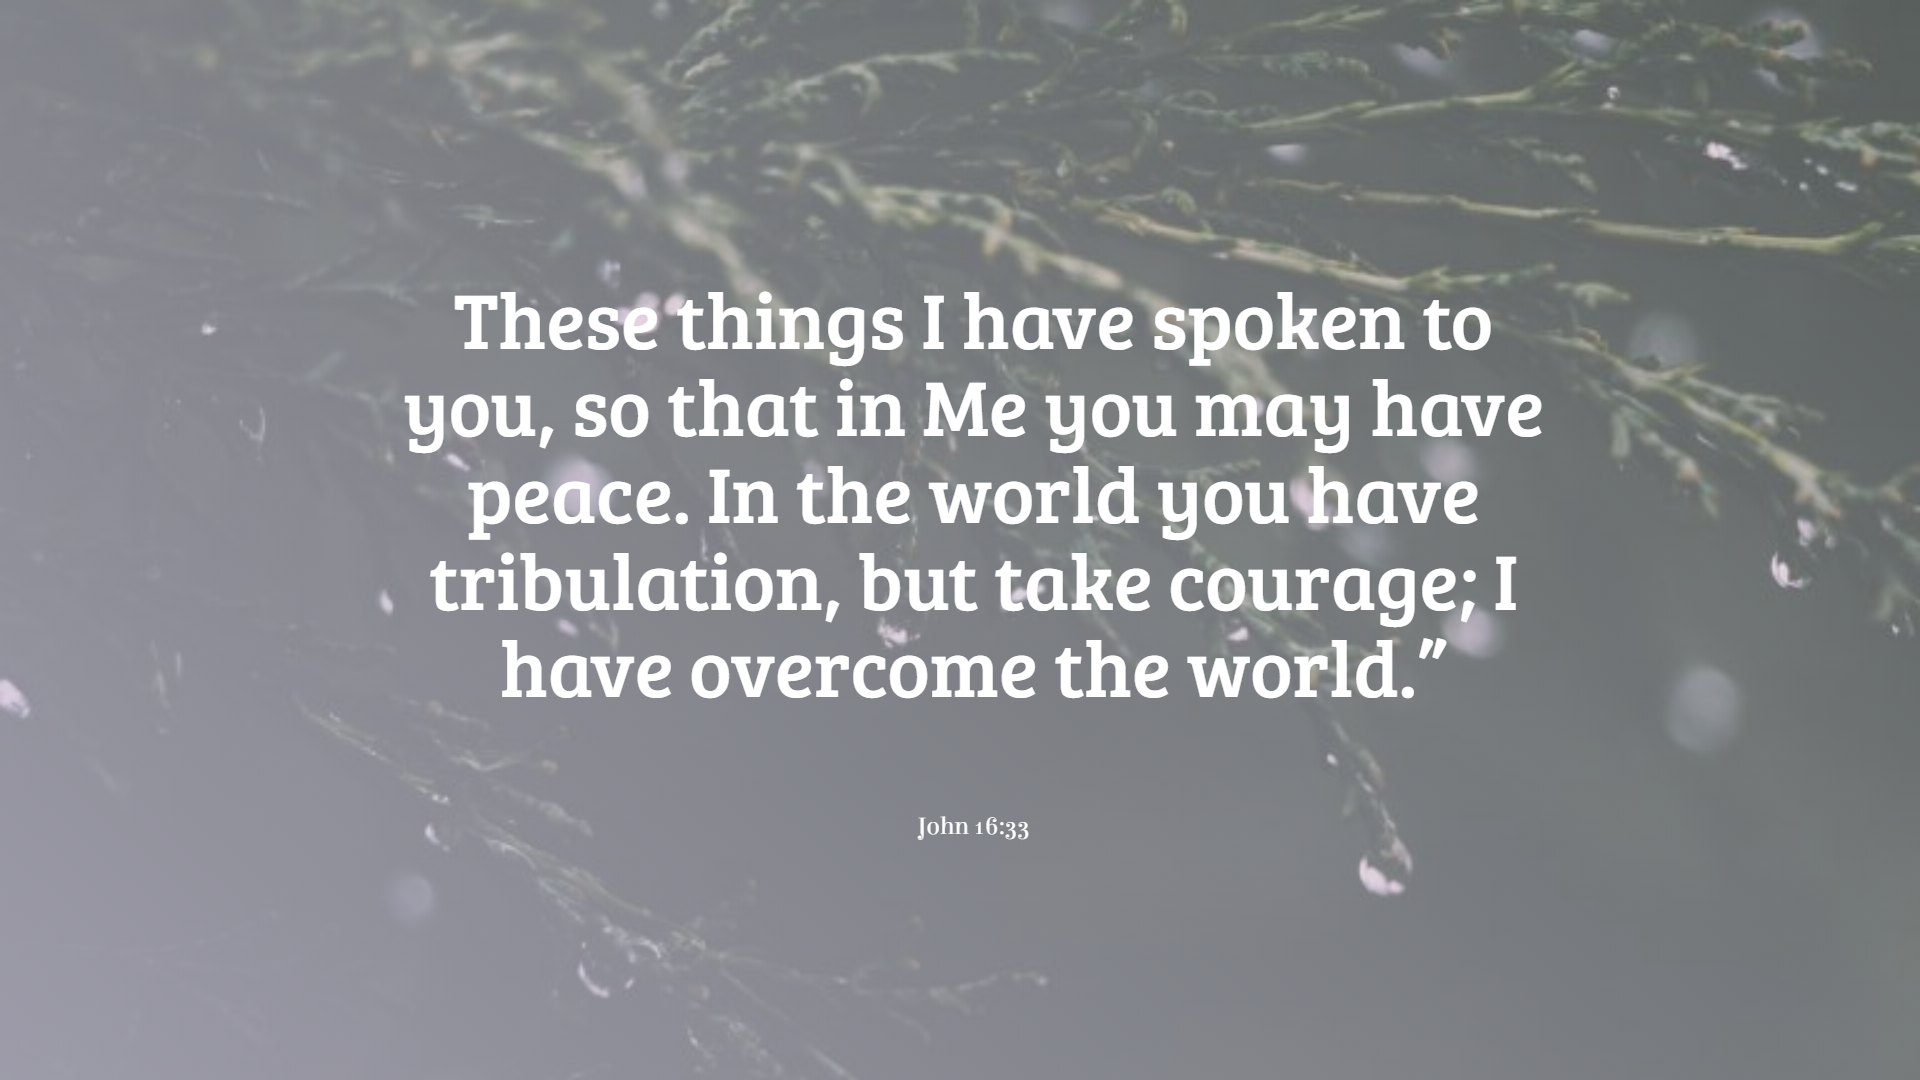 These things I have spoken to
you, so that in Me you may have
peace. In the world you have
tribulation, but take courage; I
have overcome the world.”
John 16:33